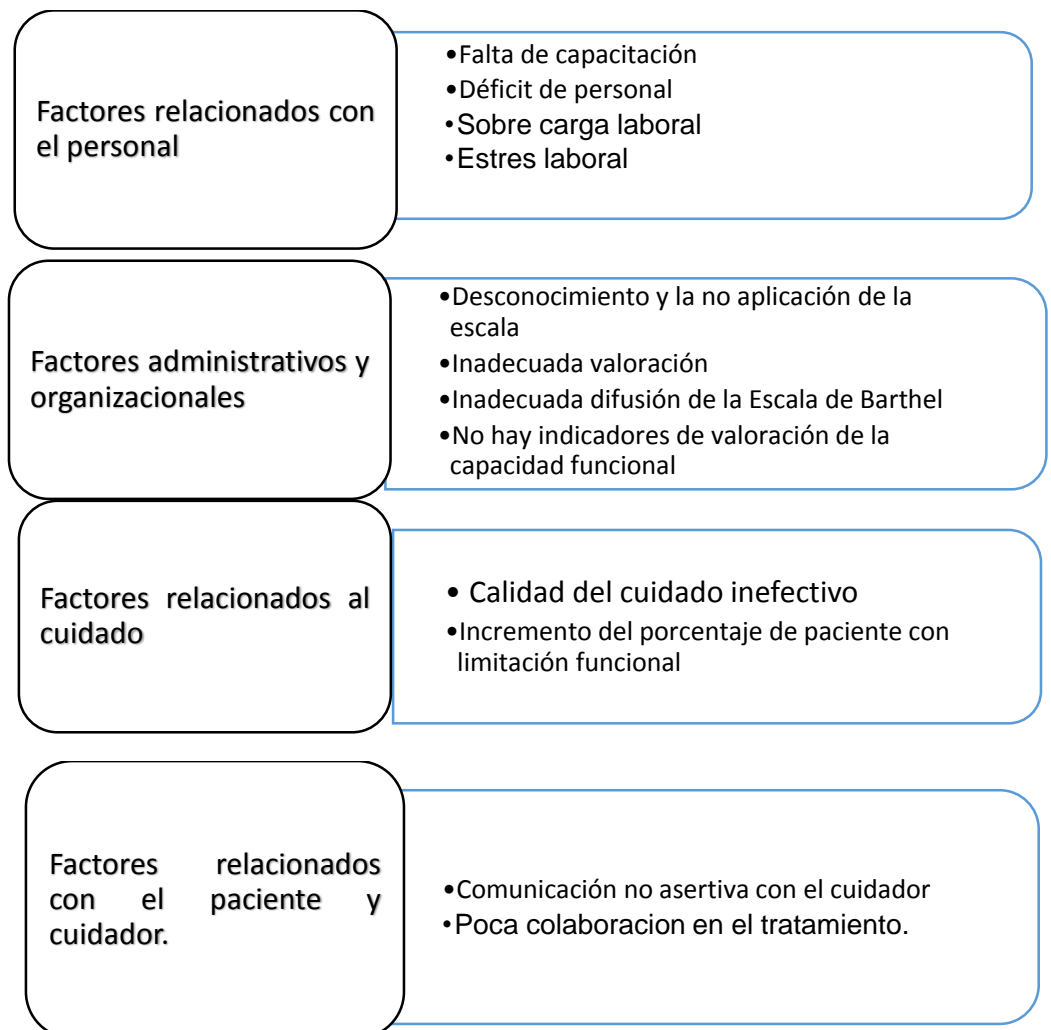 Factores relacionados con
el personal
•Falta de capacitación
•Déficit de personal
•Sobre carga laboral
•Estres laboral
Factores administrativos y
organizacionales
•Desconocimiento y la no aplicación de la
escala
•Inadecuada valoración
•Inadecuada difusión de la Escala de Barthel
•No hay indicadores de valoración de la
capacidad funcional
Factores relacionados al
cuidado
• Calidad del cuidado inefectivo
•Incremento del porcentaje de paciente con
limitación funcional
Factores relacionados
con el paciente y
cuidador.
•Comunicación no asertiva con el cuidador
•Poca colaboracion en el tratamiento.